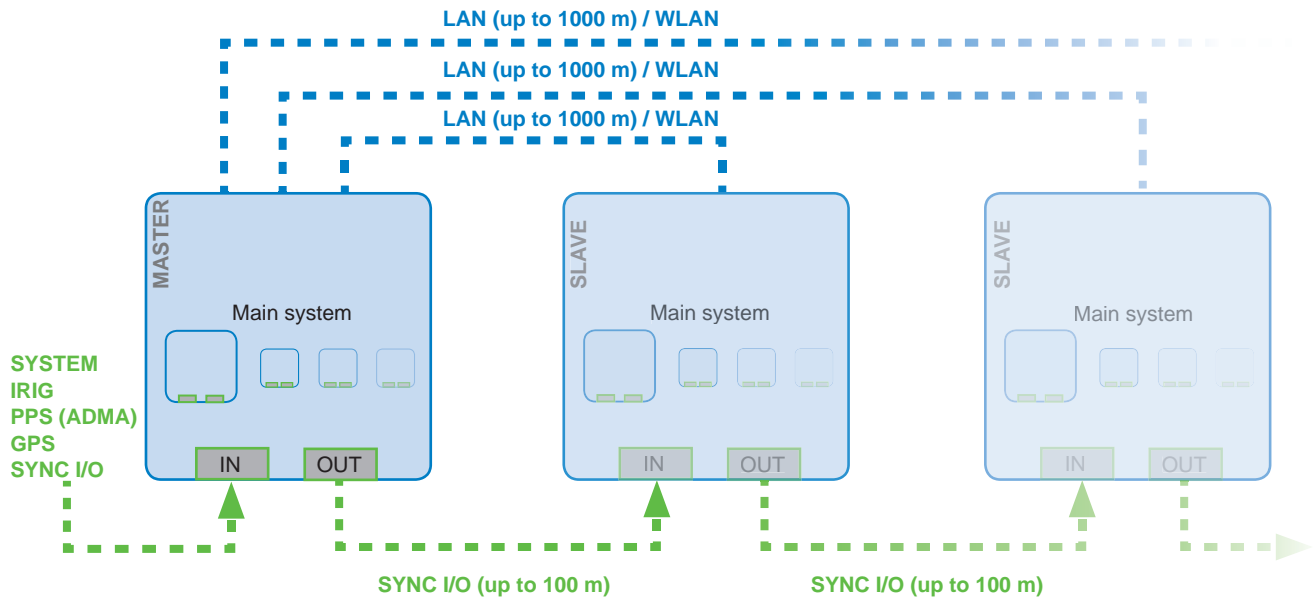 LAN (up to 1000 m) / WLAN
LAN (up to 1000 m) / WLAN
LAN (up to 1000 m) / WLAN
MASTER
Main system
SLAVE
Main system
SLAVE
Main system
SYSTEM
IRIG
PPS (ADMA)
GPS
SYNC I/O
IN
OUT
IN
OUT
IN
OUT
SYNC I/O (up to 100 m)
SYNC I/O (up to 100 m)